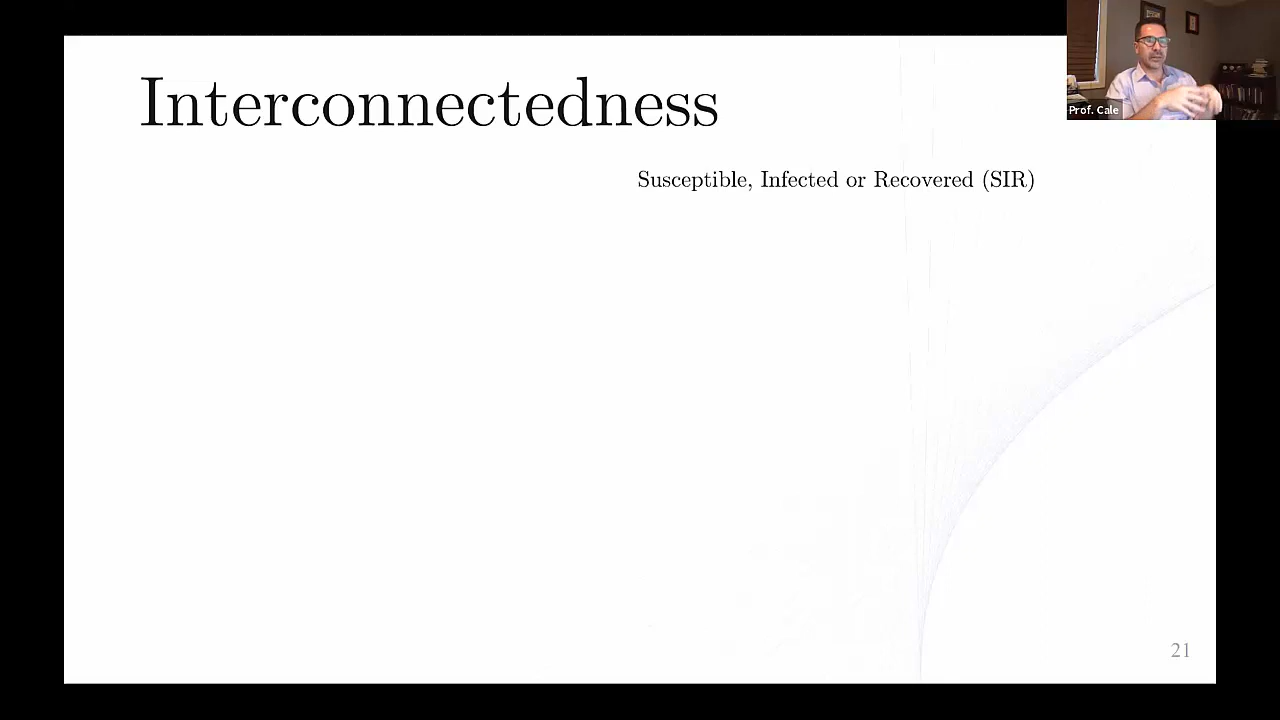 Interconnectedness
Prof. Cale
Susceptible, Infected or Recovered (SIR)
21